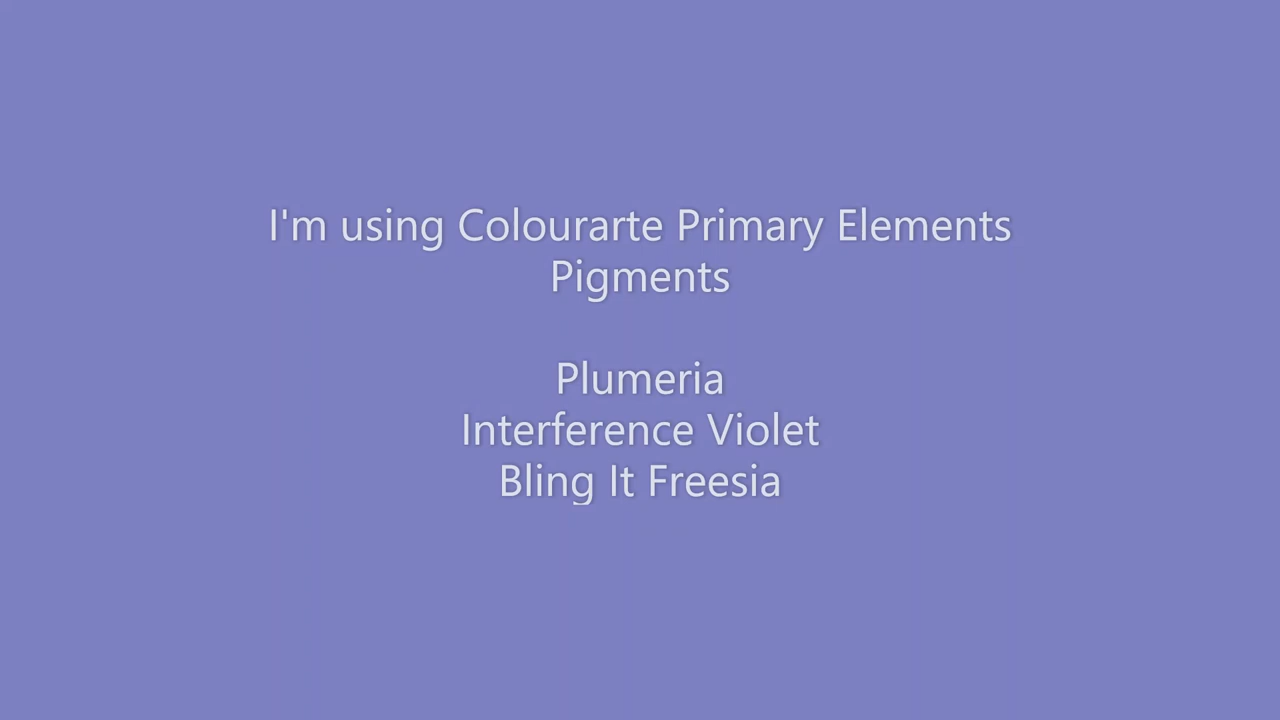 I'm using Colourarte Primary Elements
Pigments
Plumeria
Interference Violet
Bling It Freesia